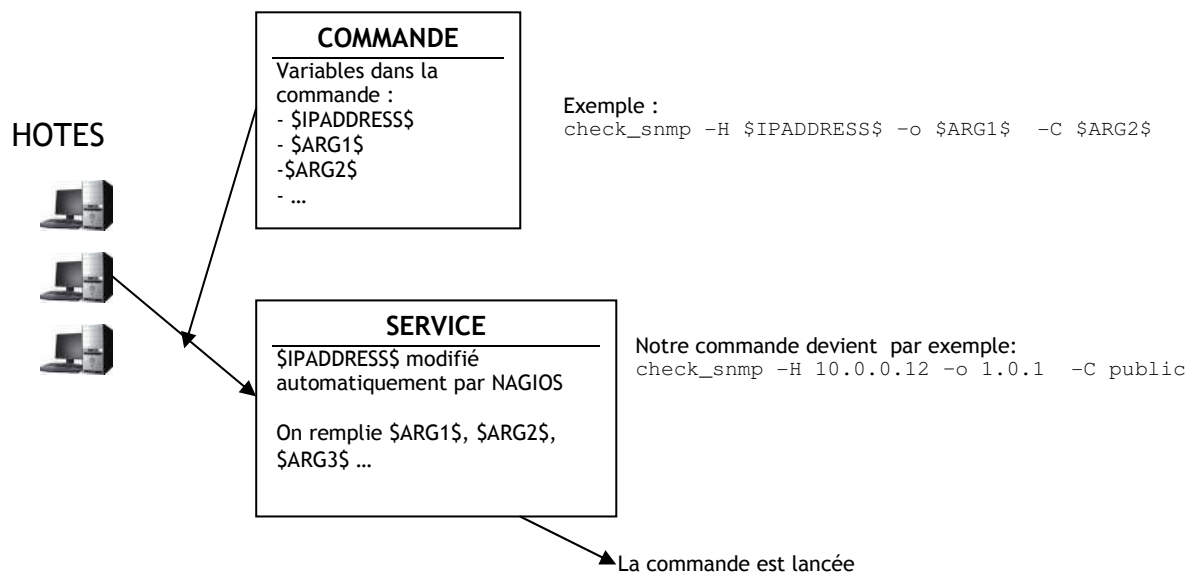 COMMANDE
Variables dans la
commande :
- $IPADDRESS$
- $ARG1$
-$ARG2$
- …
Exemple :
check_snmp –H $IPADDRESS$ –o $ARG1$ –C $ARG2$
HOTES
SERVICE
$IPADDRESS$ modifié
automatiquement par NAGIOS
On remplie $ARG1$, $ARG2$,
$ARG3$ …
Notre commande devient par exemple:
check_snmp –H 10.0.0.12 –o 1.0.1 –C public
La commande est lancée